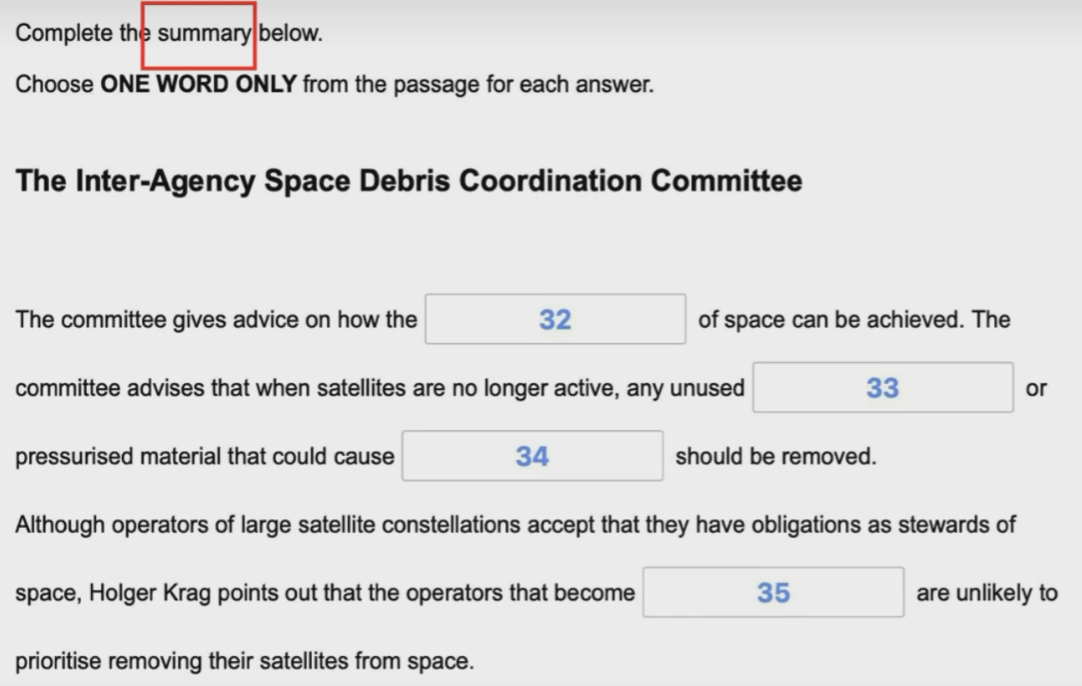 Complete the summary below.
Choose ONE WORD ONLY from the passage for each answer.
The Inter-Agency Space Debris Coordination Committee
The committee gives advice on how the 32 of space can be achieved. The
committee advises that when satellites are no longer active, any unused 33 or
pressurised material that could cause 34 should be removed.
Although operators of large satellite constellations accept that they have obligations as stewards of
space, Holger Krag points out that the operators that become 35 are unlikely to
prioritise removing their satellites from space.